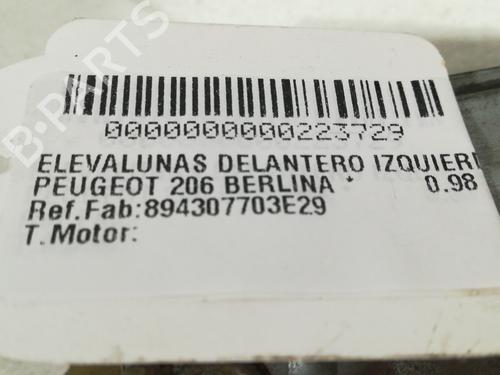 0000000000223729
ELEVALUNAS DELANTERO IZQUIERD
PEUGEOT 206 BERLINA * 0.98
Ref.Fab:894307703E29
T.Motor:
B-PARTS